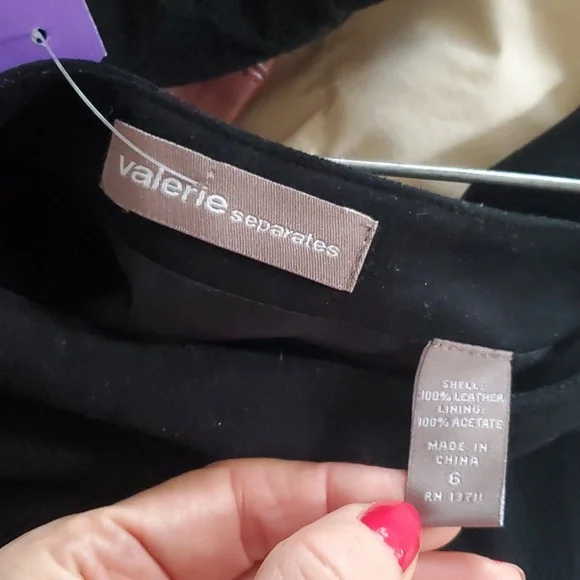 valerie separates
SHELL:
100% LEATHER
LINING:
100% ACETATE
MADE IN
CHINA
6
RN 13711